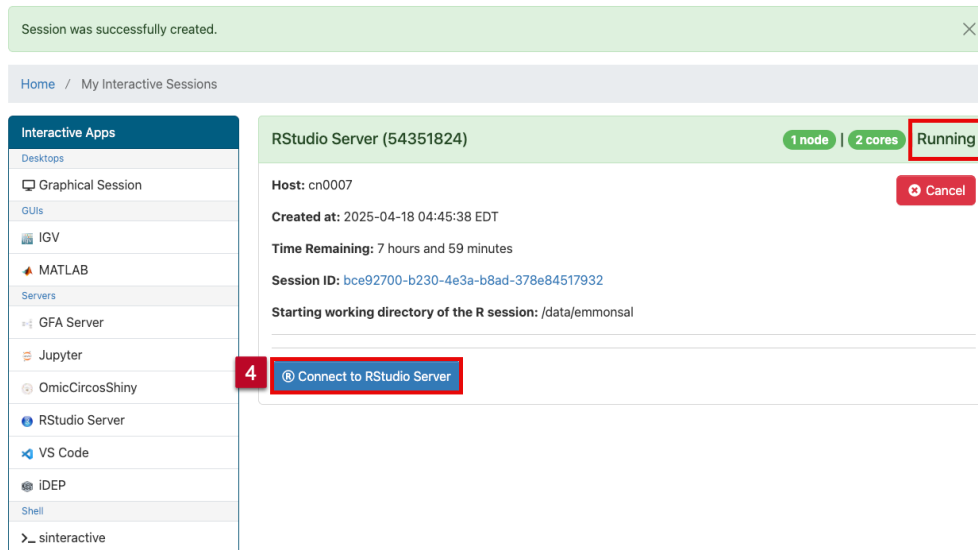 Session was successfully created.
Home / My Interactive Sessions
Interactive Apps
Desktops
Graphical Session
GUIs
IGV
MATLAB
Servers
GFA Server
Jupyter
OmicCircosShiny
RStudio Server
VS Code
iDEP
Shell
sinteractive
RStudio Server (54351824)
1 node | 2 cores Running
Host: cn0007
Cancel
Created at: 2025-04-18 04:45:38 EDT
Time Remaining: 7 hours and 59 minutes
Session ID: bce92700-b230-4e3a-b8ad-378e84517932
Starting working directory of the R session: /data/emmonsal
4
® Connect to RStudio Server